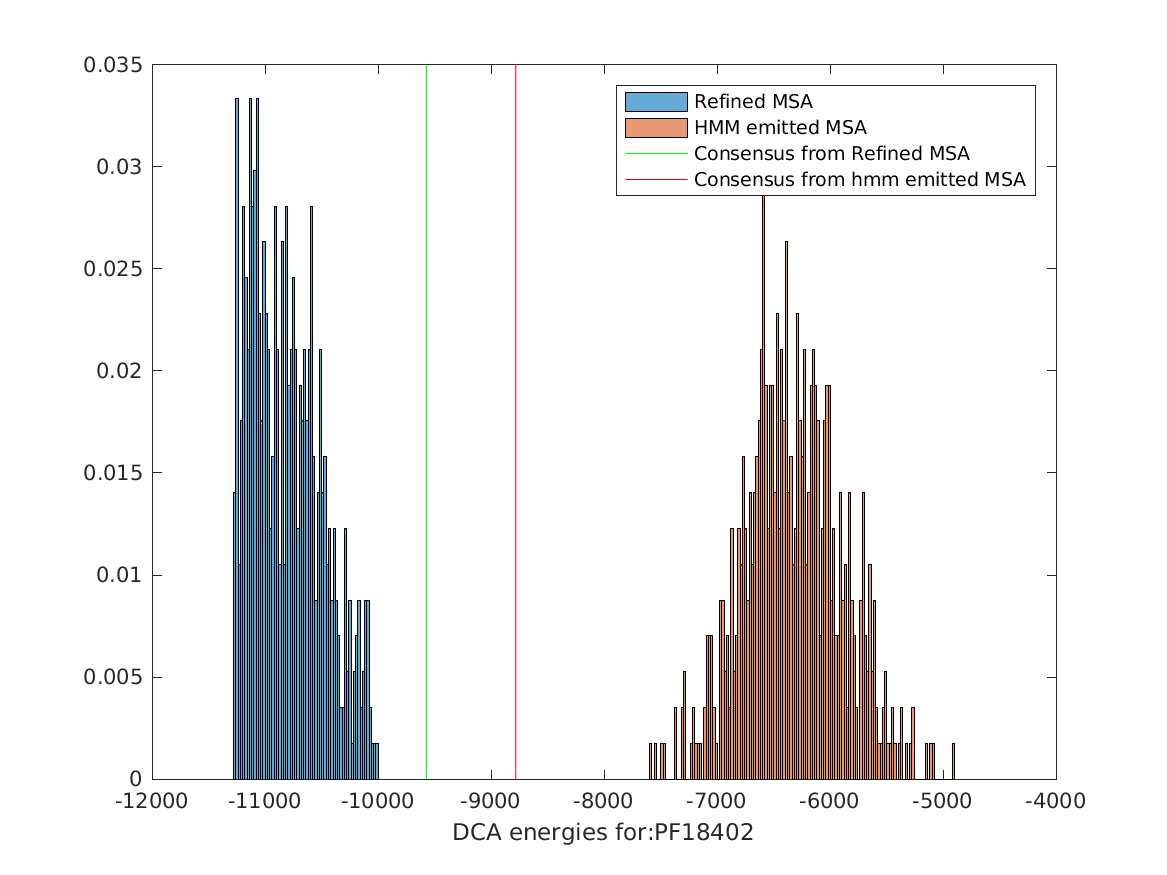 0.035
0.03
0.025
0.02
0.015
0.01
0.005
0
Refined MSA
HMM emitted MSA
Consensus from Refined MSA
Consensus from hmm emitted MSA
-12000 -11000 -10000 -9000 -8000 -7000 -6000 -5000 -4000
DCA energies for:PF18402